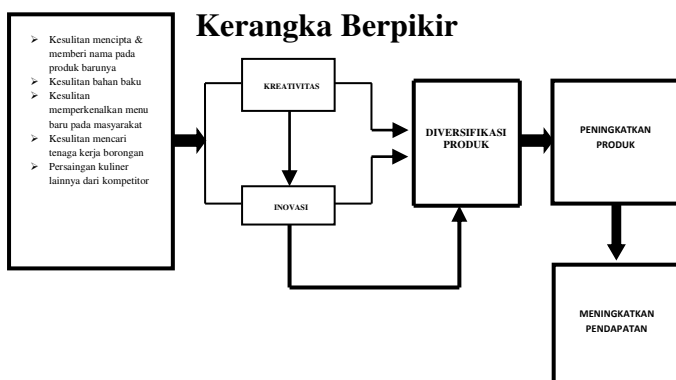 Kerangka Berpikir
➢ Kesulitan mencipta &
memberi nama pada
produk barunya
➢ Kesulitan bahan baku
➢ Kesulitan
memperkenalkan menu
baru pada masyarakat
➢ Kesulitan mencari
tenaga kerja borongan
➢ Persaingan kuliner
lainnya dari kompetitor
KREATIVITAS
INOVASI
DIVERSIFIKASI
PRODUK
PENINGKATKAN
PRODUK
MENINGKATKAN
PENDAPATAN